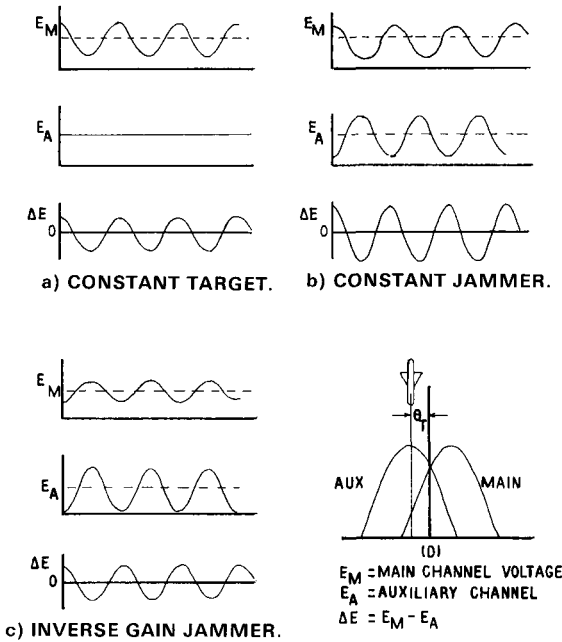 E_M
E_M
E_A
E_A
ΔE
0
ΔE
0
a) CONSTANT TARGET.
b) CONSTANT JAMMER.
E_M
E_A
ΔE
0
c) INVERSE GAIN JAMMER.
θ_T
AUX
MAIN
(D)
E_M = MAIN CHANNEL VOLTAGE
E_A = AUXILIARY CHANNEL
ΔE = E_M - E_A